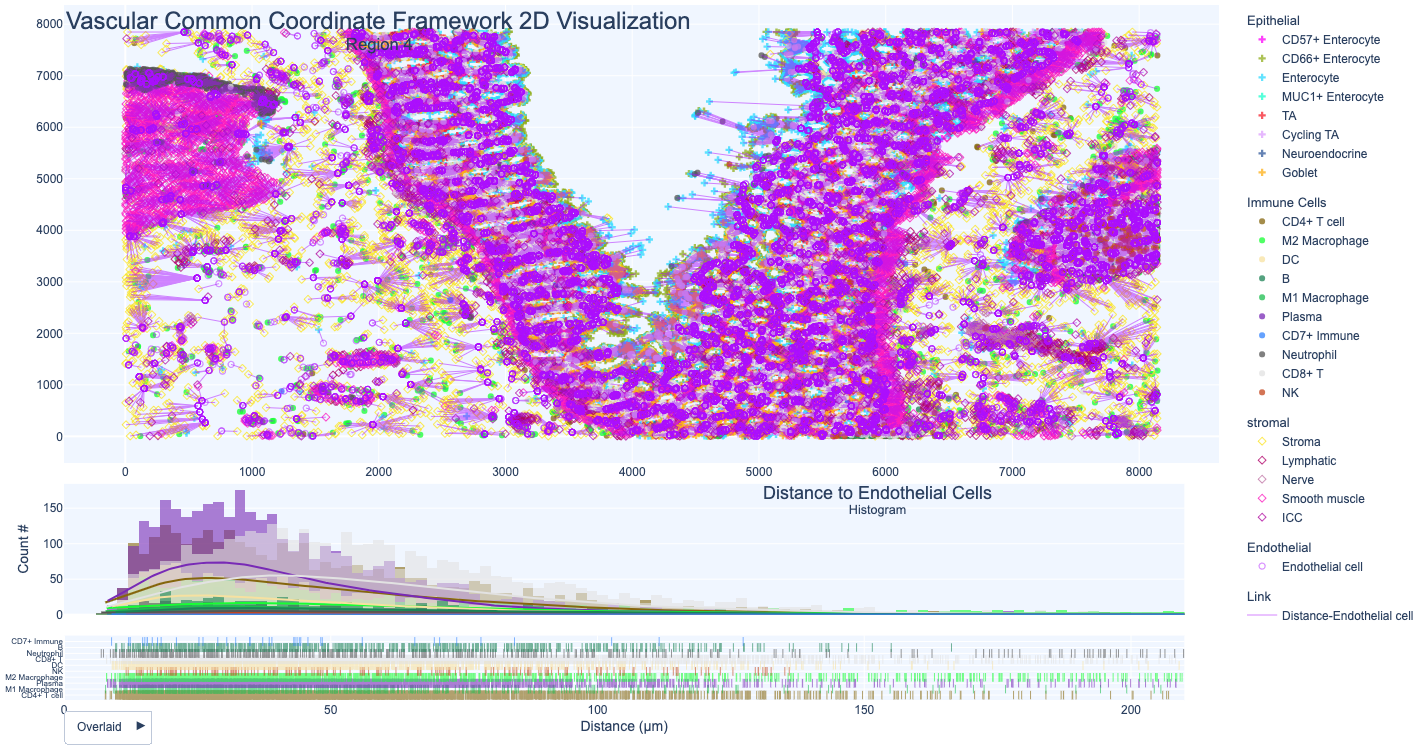 Vascular Common Coordinate Framework 2D Visualization
Region 4
8000
7000
6000
5000
4000
3000
2000
1000
0
0 1000 2000 3000 4000 5000 6000 7000 8000
Epithelial
CD57+ Enterocyte
CD66+ Enterocyte
Enterocyte
MUC1+ Enterocyte
TA
Cycling TA
Neuroendocrine
Goblet
Immune Cells
CD4+ T cell
M2 Macrophage
DC
B
M1 Macrophage
Plasma
CD7+ Immune
Neutrophil
CD8+ T
NK
stromal
Stroma
Lymphatic
Nerve
Smooth muscle
ICC
Endothelial
Endothelial cell
Link
Distance-Endothelial cell
Distance to Endothelial Cells
Histogram
Count #
150
100
50
0
CD7+ Immune
B
Neutrophil
CD8+ T
DC
NK
M2 Macrophage
Plasma
M1 Macrophage
CD4+ T cell
0 50 100 150 200
Distance (μm)
Overlaid ▶